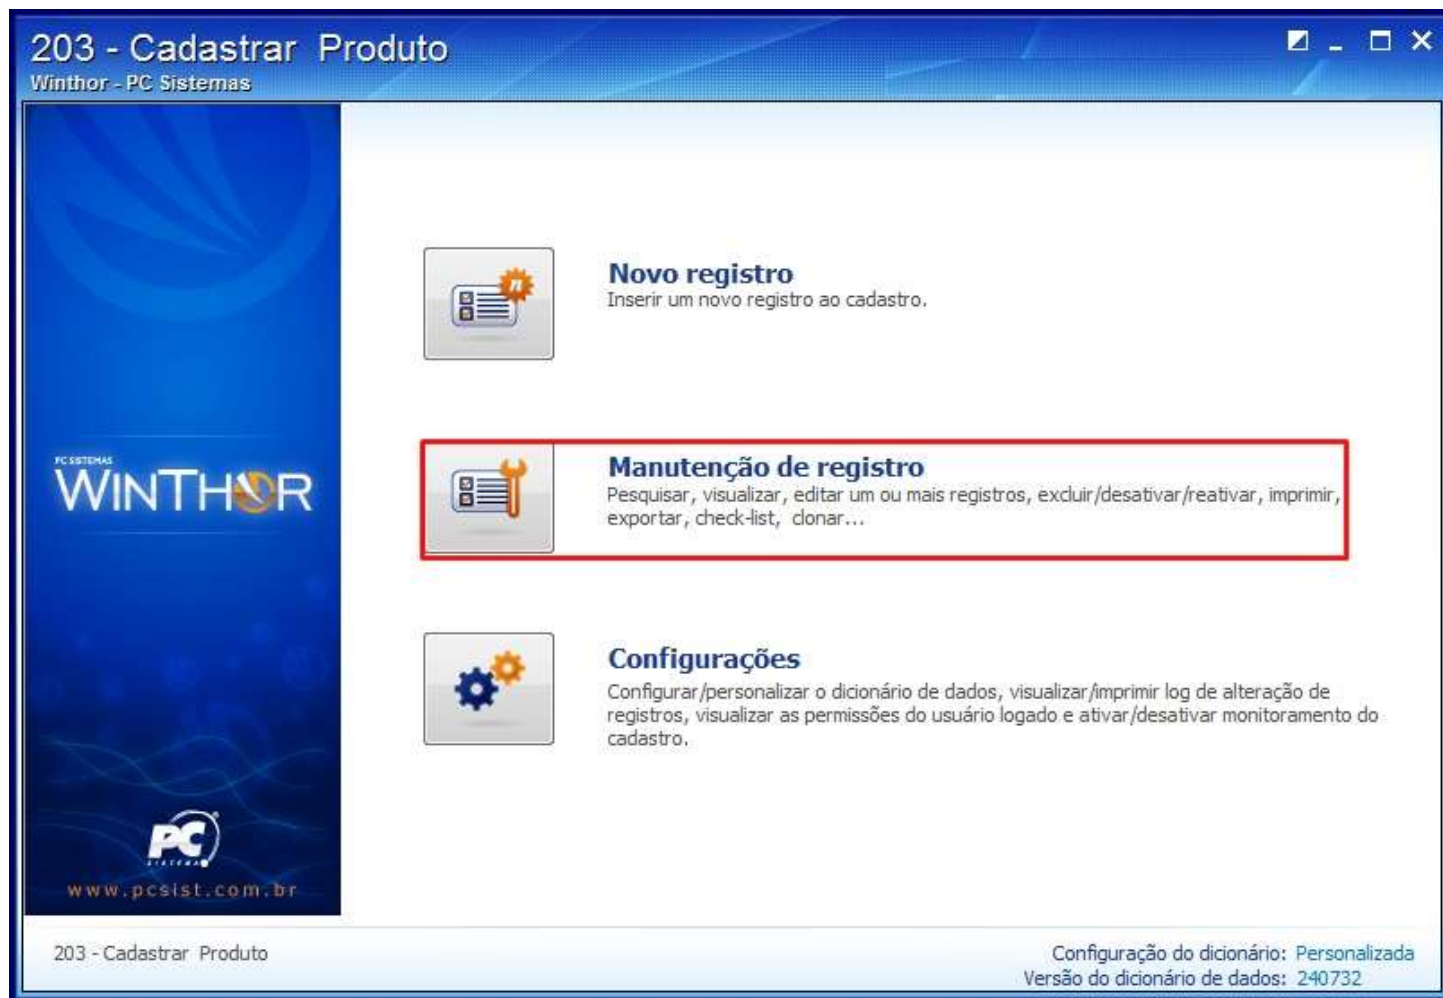 203 - Cadastrar Produto
Winthor - PC Sistemas
Novo registro
Inserir um novo registro ao cadastro.
Manutenção de registro
Pesquisar, visualizar, editar um ou mais registros, excluir/desativar/reativar, imprimir,
exportar, check-list, clonar...
PC SISTEMAS
WINTHOR
Configurações
Configurar/personalizar o dicionário de dados, visualizar/imprimir log de alteração de
registros, visualizar as permissões do usuário logado e ativar/desativar monitoramento do
cadastro.
PC
SISTEMAS
www.pcsist.com.br
203 - Cadastrar Produto
Configuração do dicionário: Personalizada
Versão do dicionário de dados: 240732